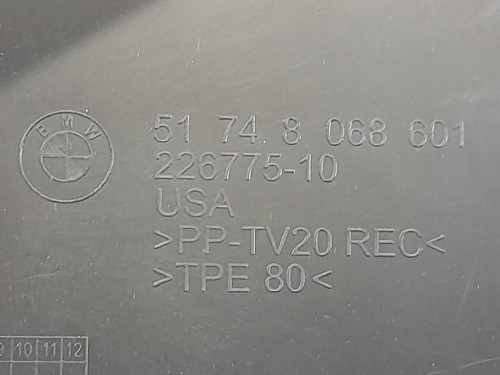 BMW
51 74 8 068 601
226775-10
USA
>PP-TV20 REC<
>TPE 80<
9 10 11 12